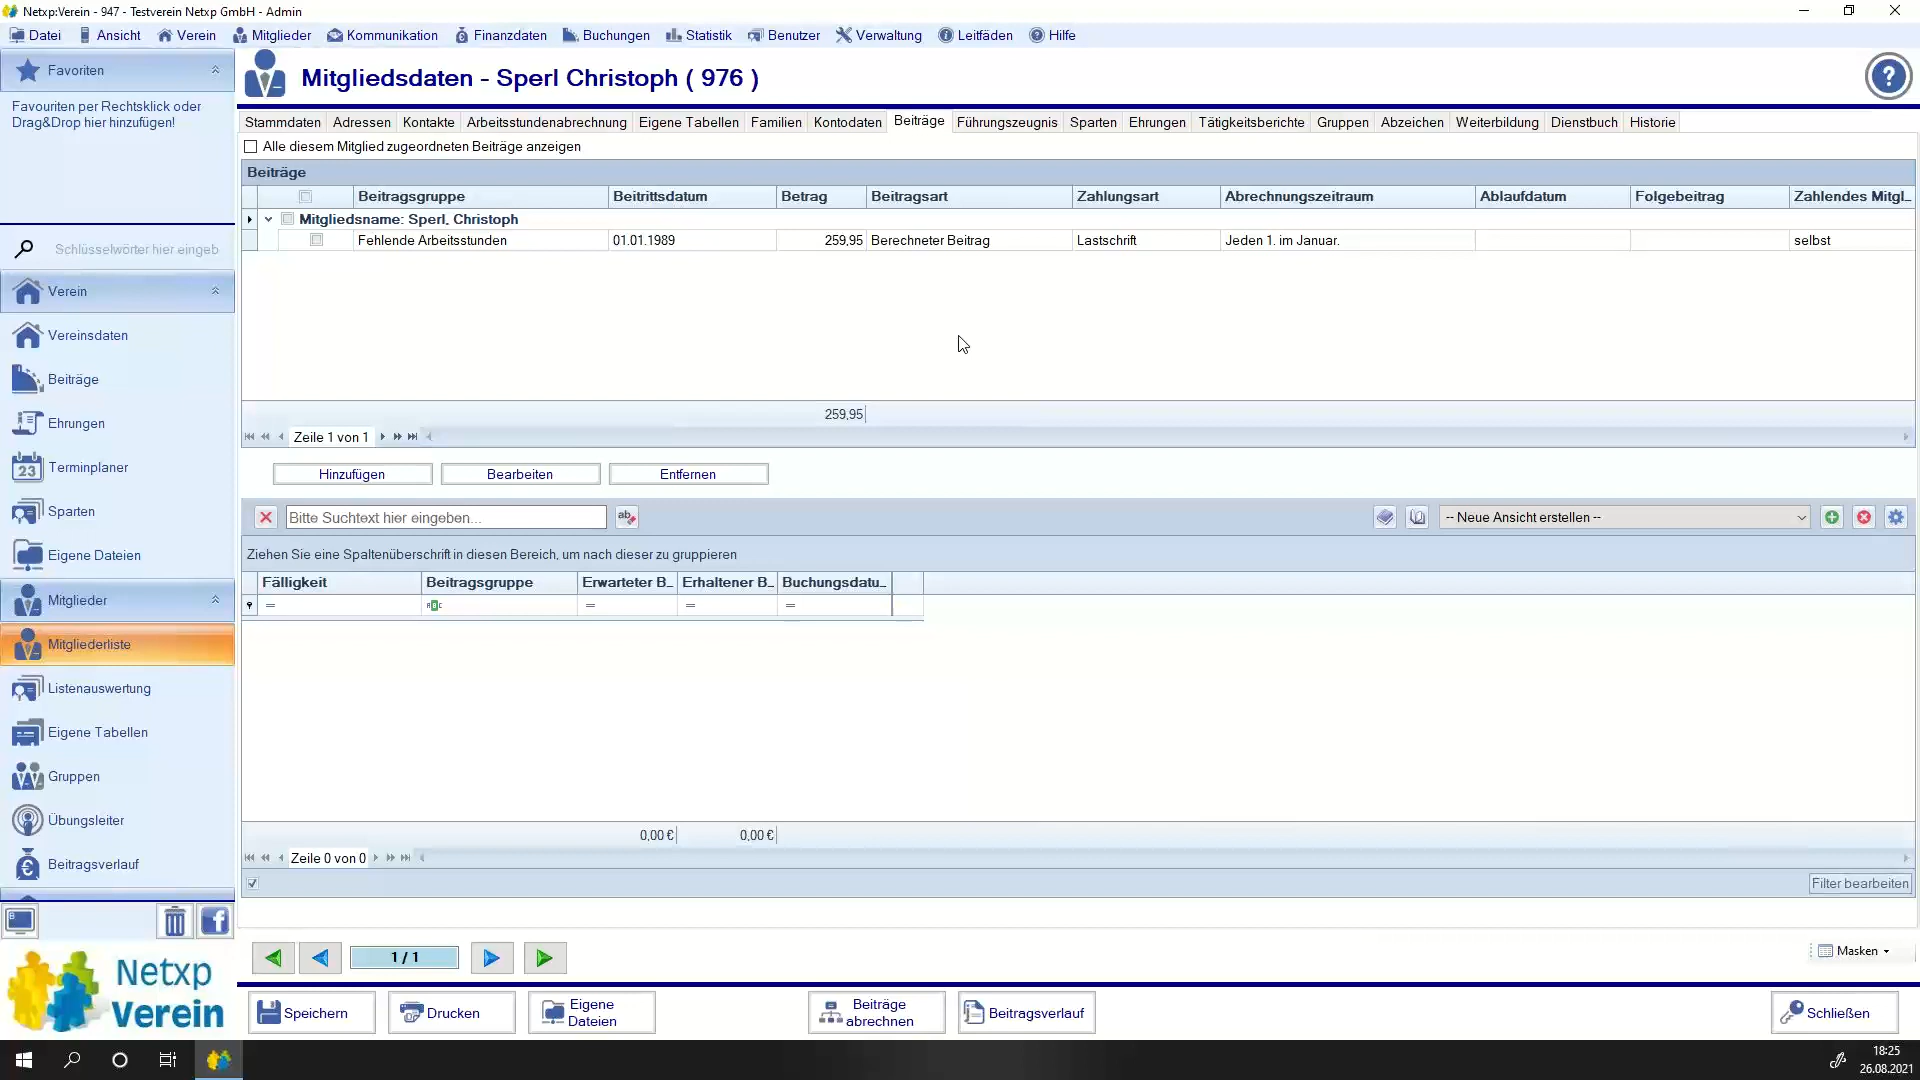 Netxp:Verein - 947 - Testverein Netxp GmbH - Admin
Datei Ansicht Verein Mitglieder Kommunikation Finanzdaten Buchungen Statistik Benutzer Verwaltung Leitfäden Hilfe
Favoriten
Favouriten per Rechtsklick oder
Drag&Drop hier hinzufügen!
Schlüsselwörter hier eingeb
Verein
Vereinsdaten
Beiträge
Ehrungen
23
Terminplaner
Sparten
Eigene Dateien
Mitglieder
Mitgliederliste
Listenauswertung
Eigene Tabellen
Gruppen
Übungsleiter
Beitragsverlauf
Netxp
Verein
Mitgliedsdaten - Sperl Christoph ( 976 )
Stammdaten Adressen Kontakte Arbeitsstundenabrechnung Eigene Tabellen Familien Kontodaten Beiträge Führungszeugnis Sparten Ehrungen Tätigkeitsberichte Gruppen Abzeichen Weiterbildung Dienstbuch Historie
Alle diesem Mitglied zugeordneten Beiträge anzeigen
Beiträge
Beitragsgruppe Beitrittsdatum Betrag Beitragsart Zahlungsart Abrechnungszeitraum Ablaufdatum Folgebeitrag Zahlendes Mitgl...
Mitgliedsname: Sperl, Christoph
Fehlende Arbeitsstunden 01.01.1989 259,95 Berechneter Beitrag Lastschrift Jeden 1. im Januar. selbst
259,95
Zeile 1 von 1
Hinzufügen Bearbeiten Entfernen
Bitte Suchtext hier eingeben... -- Neue Ansicht erstellen --
Ziehen Sie eine Spaltenüberschrift in diesen Bereich, um nach dieser zu gruppieren
Fälligkeit Beitragsgruppe Erwarteter B... Erhaltener B... Buchungsdatu...
= = = =
0,00 € 0,00 €
Zeile 0 von 0
Filter bearbeiten
1 / 1
Masken
Speichern Drucken Eigene Dateien Beiträge abrechnen Beitragsverlauf Schließen
18:25
26.08.2021